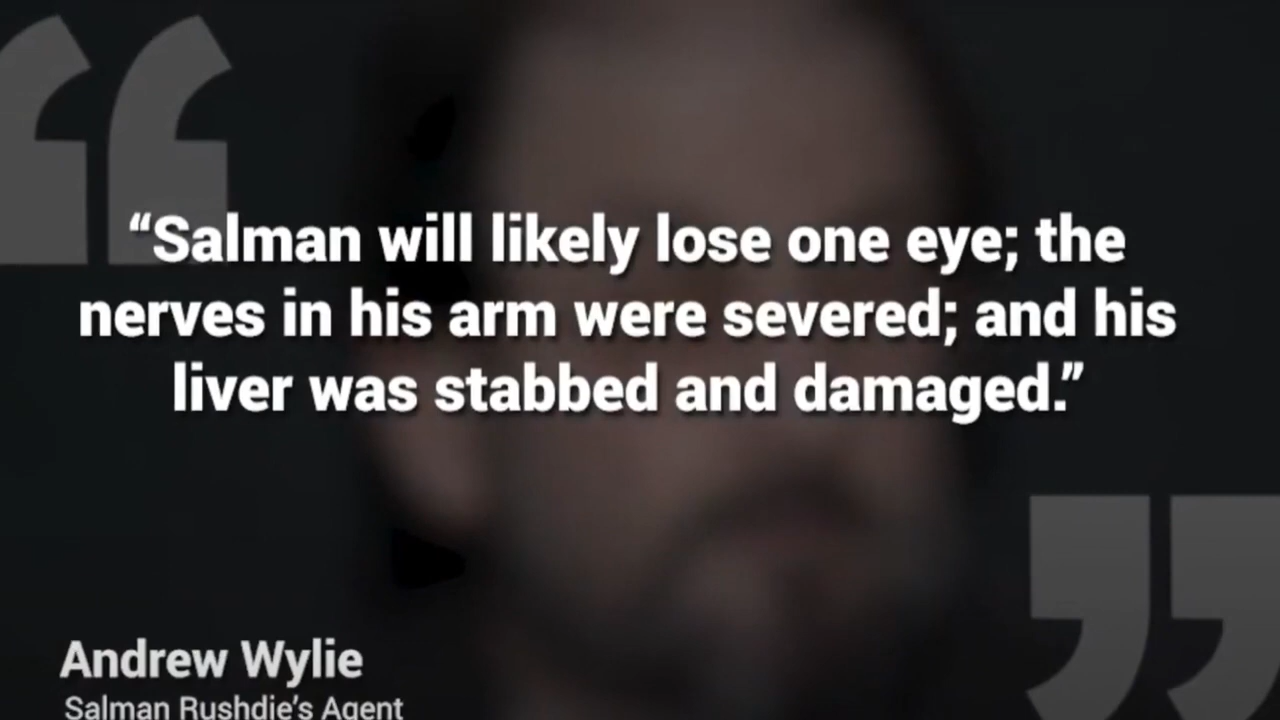 “Salman will likely lose one eye; the
nerves in his arm were severed; and his
liver was stabbed and damaged.”
Andrew Wylie
Salman Rushdie’s Agent